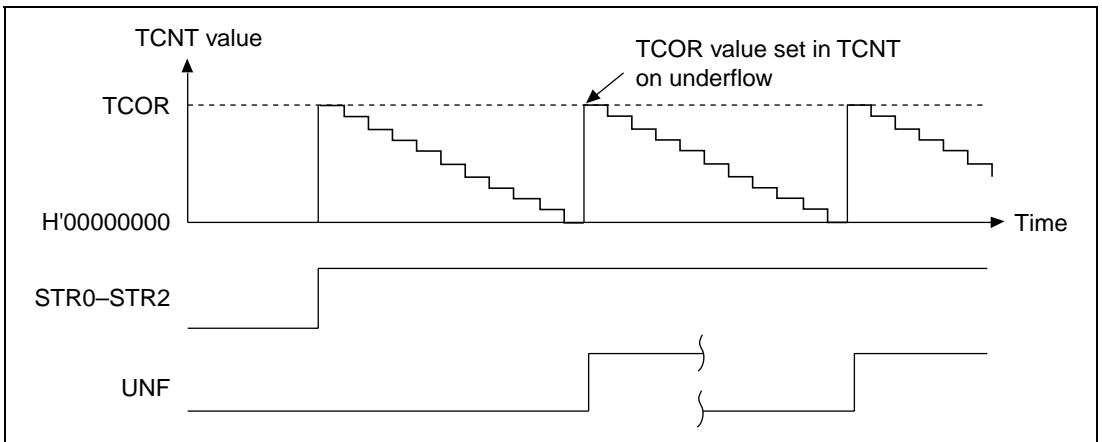 TCNT value
TCOR value set in TCNT
on underflow
TCOR
H'00000000
Time
STR0–STR2
UNF